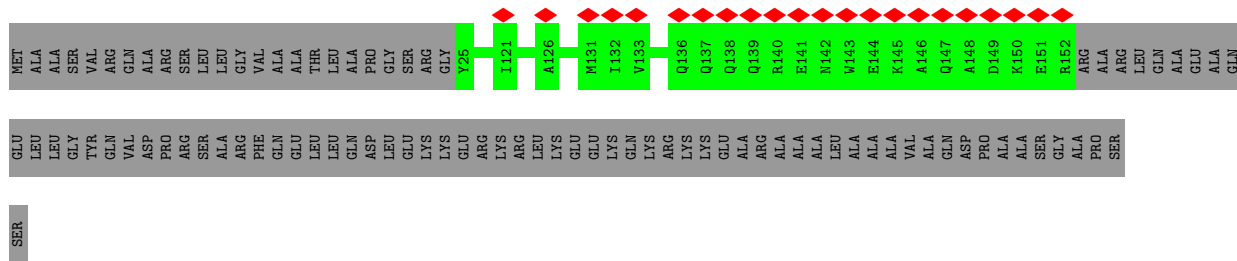 MET ALA ALA SER VAL ARG GLN ALA ARG SER LEU LEU GLY VAL ALA ALA THR LEU ALA PRO GLY SER ARG GLY Y25 I121 A126 M131 I132 V133 Q136 Q137 Q138 Q139 R140 E141 N142 W143 E144 K145 A146 Q147 A148 D149 K150 E151 R152 ARG ALA ARG LEU GLN ALA GLU ALA GLN
GLU LEU LEU GLY TYR GLN VAL ASP PRO ARG SER ALA ARG PHE GLN GLU LEU LEU GLN ASP LEU GLU LYS LYS GLU ARG LYS ARG LEU LYS GLU GLU LYS GLN LYS ARG LYS LYS GLU ALA ARG ALA ALA ALA LEU ALA ALA ALA VAL ALA GLN ASP PRO ALA ALA SER GLY ALA PRO SER
SER